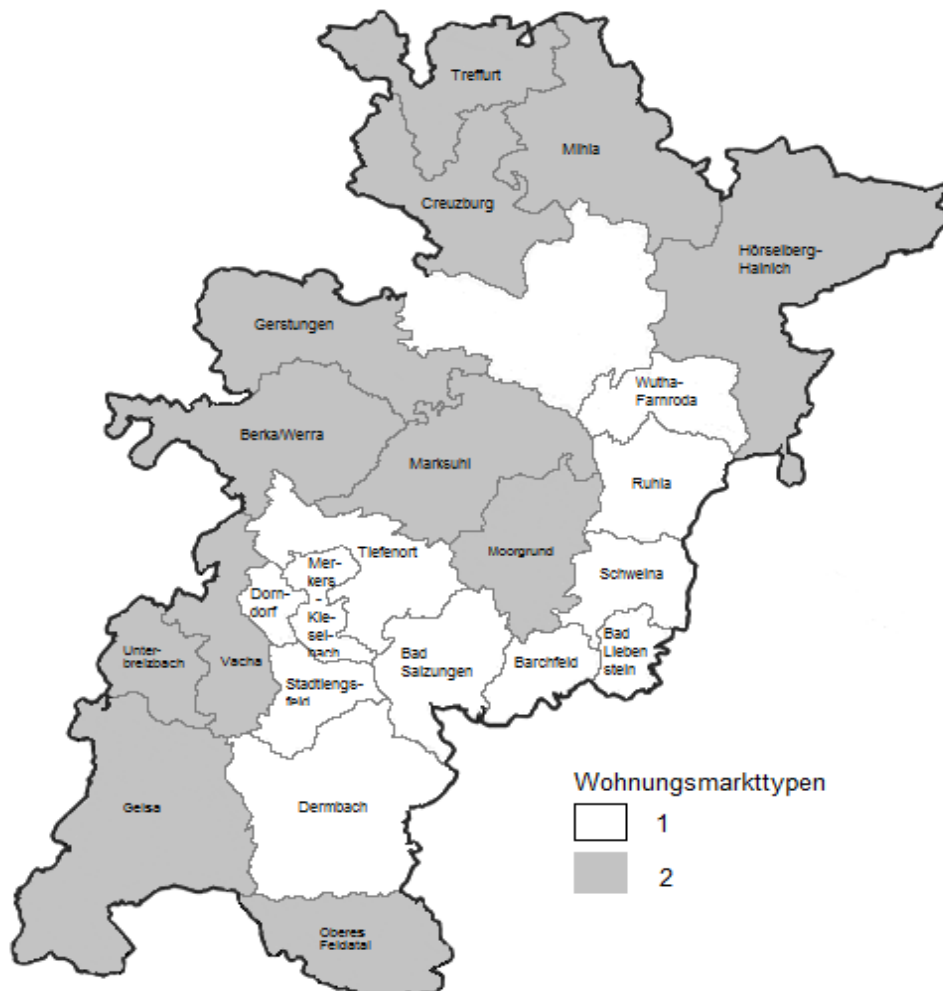 Treffurt
Mihla
Creuzburg
Hörselberg-
Hainich
Gerstungen
Wutha-
Farnroda
Berka/Werra
Marksuhl
Ruhla
Tiefenort
Moorgrund
Mer-
kers
-
Kie-
sel-
bach
Schweina
Dorn-
dorf
Unter-
breizbach
Vacha
Bad
Salzungen
Barchfeld
Bad
Lieben
stein
Stadtlengs-
feld
Geisa
Dermbach
Wohnungsmarkttypen
1
2
Oberes
Feldatal